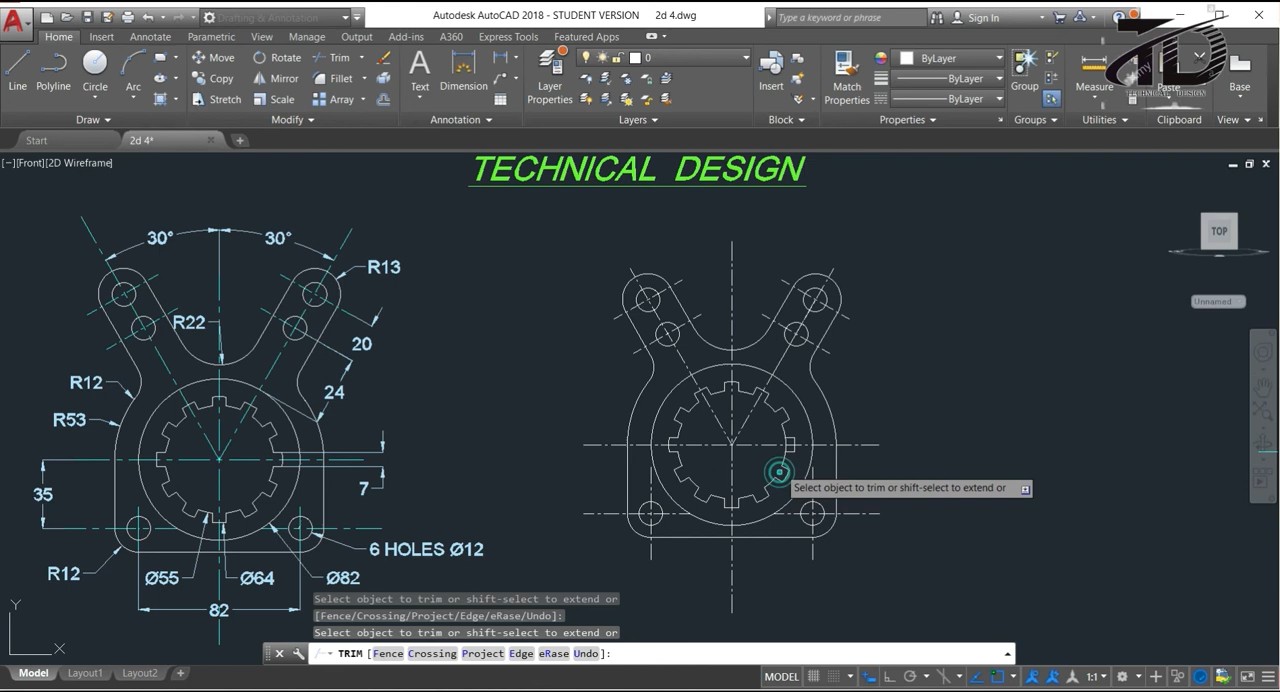 Drafting & Annotation
Autodesk AutoCAD 2018 - STUDENT VERSION 2d 4.dwg
Type a keyword or phrase
Sign In
Home Insert Annotate Parametric View Manage Output Add-ins A360 Express Tools Featured Apps
Line Polyline Circle Arc
Move Rotate Trim
Copy Mirror Fillet
Stretch Scale Array
Text Dimension
Layer Properties
0
Insert
Match Properties
ByLayer
ByLayer
ByLayer
Group
Measure
Paste
Base
Draw Modify Annotation Layers Block Properties Groups Utilities Clipboard View
TECHNICAL DESIGN
Start 2d 4*
[−][Front][2D Wireframe]
TECHNICAL DESIGN
TOP
Unnamed
30° 30°
R13
R22
20
R12
24
R53
35
7
6 HOLES Ø12
R12
Ø55 Ø64 Ø82
82
Select object to trim or shift-select to extend or
Y
X
Select object to trim or shift-select to extend or
[Fence/Crossing/Project/Edge/eRase/Undo]:
Select object to trim or shift-select to extend or
TRIM [Fence Crossing Project Edge eRase Undo]:
Model Layout1 Layout2
MODEL
1:1